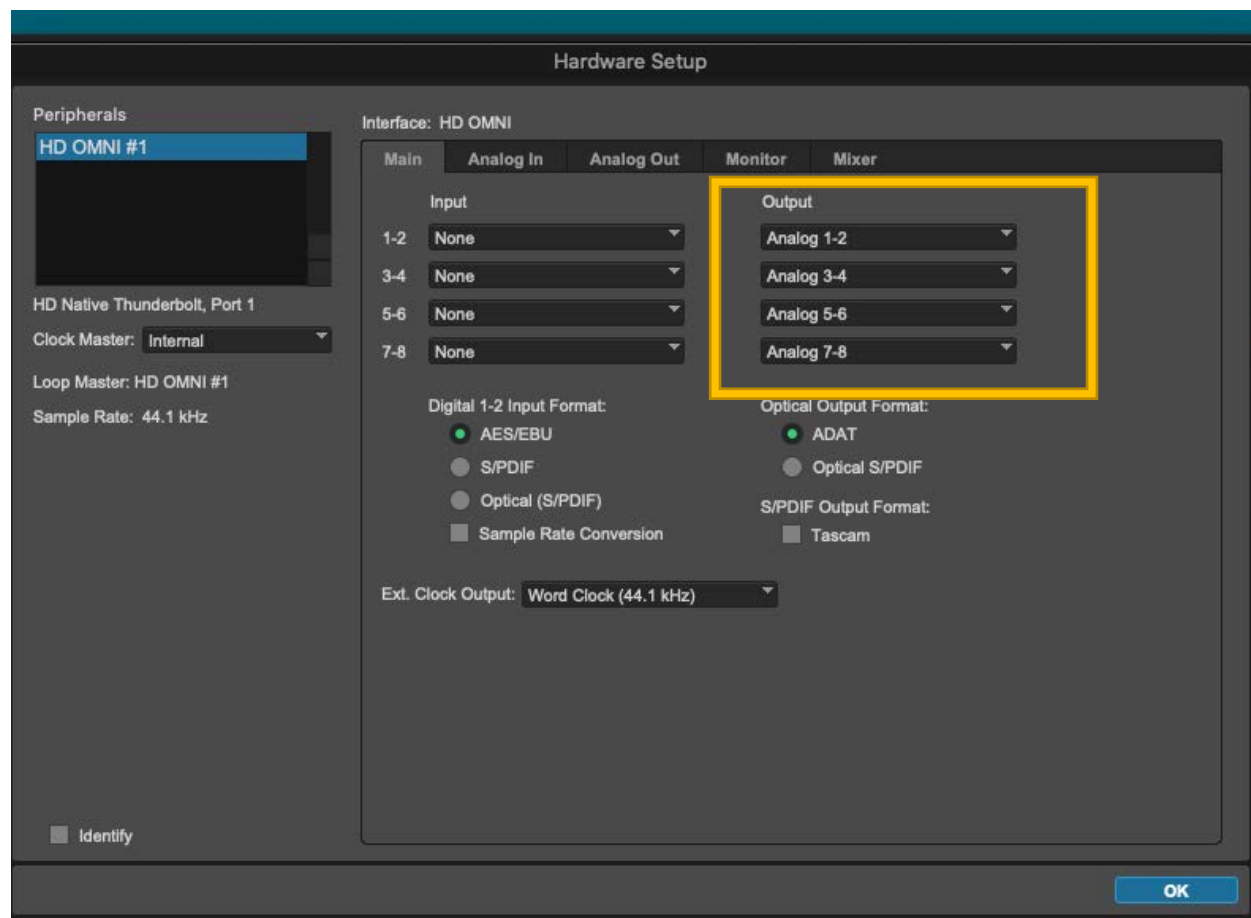 Hardware Setup
Peripherals
HD OMNI #1
HD Native Thunderbolt, Port 1
Clock Master: Internal
Loop Master: HD OMNI #1
Sample Rate: 44.1 kHz
Identify
Interface: HD OMNI
Main Analog In Analog Out Monitor Mixer
Input Output
1-2 None Analog 1-2
3-4 None Analog 3-4
5-6 None Analog 5-6
7-8 None Analog 7-8
Digital 1-2 Input Format: Optical Output Format:
AES/EBU ADAT
S/PDIF Optical S/PDIF
Optical (S/PDIF) S/PDIF Output Format:
Sample Rate Conversion Tascam
Ext. Clock Output: Word Clock (44.1 kHz)
OK